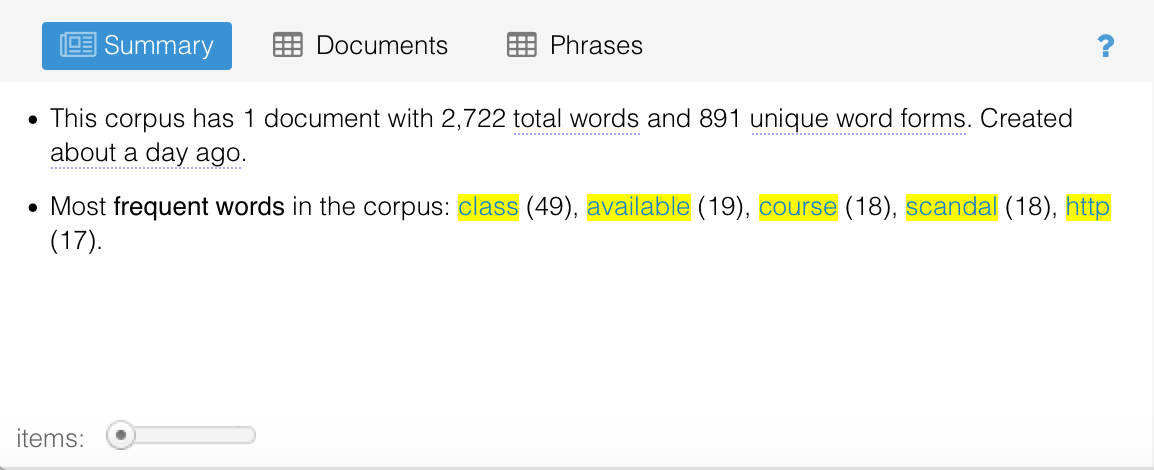 Summary Documents Phrases ?
This corpus has 1 document with 2,722 total words and 891 unique word forms. Created
about a day ago.
Most frequent words in the corpus: class (49), available (19), course (18), scandal (18), http
(17).
items: